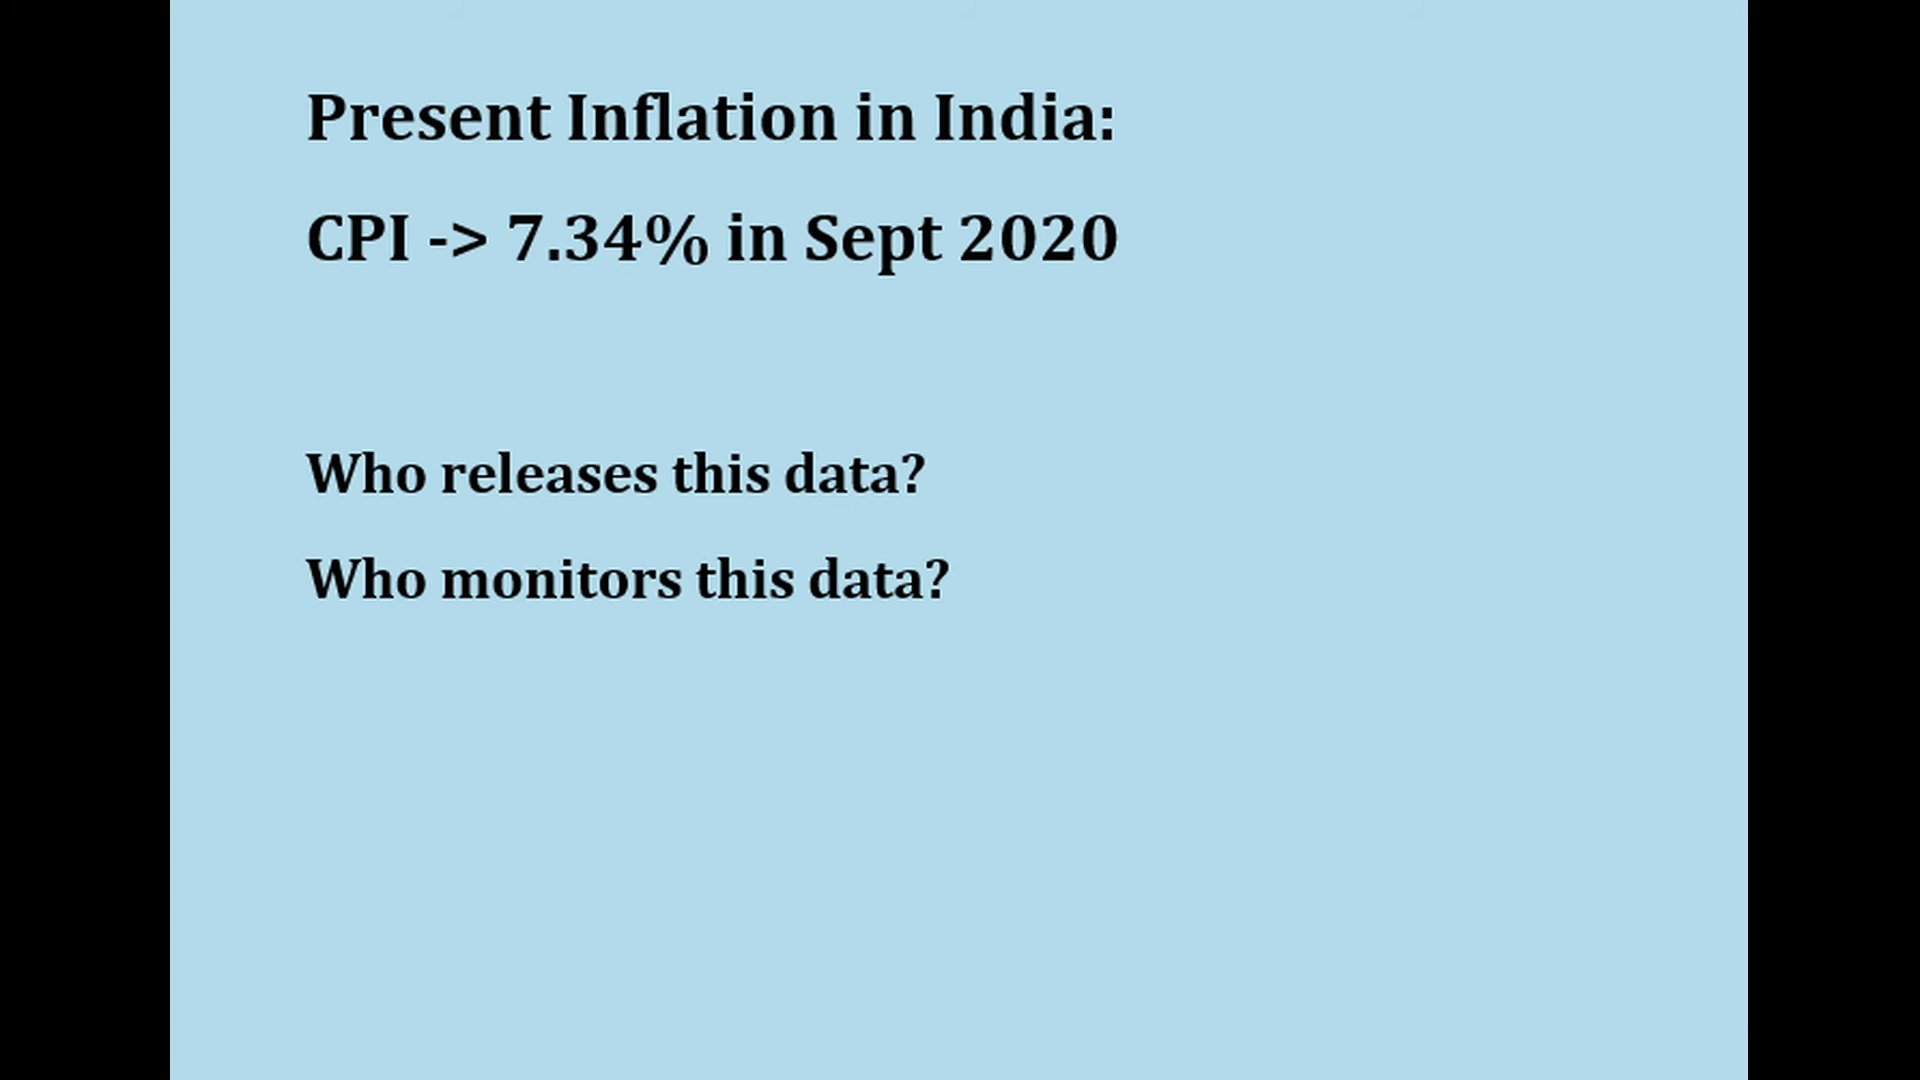 Present Inflation in India:
CPI -> 7.34% in Sept 2020
Who releases this data?
Who monitors this data?